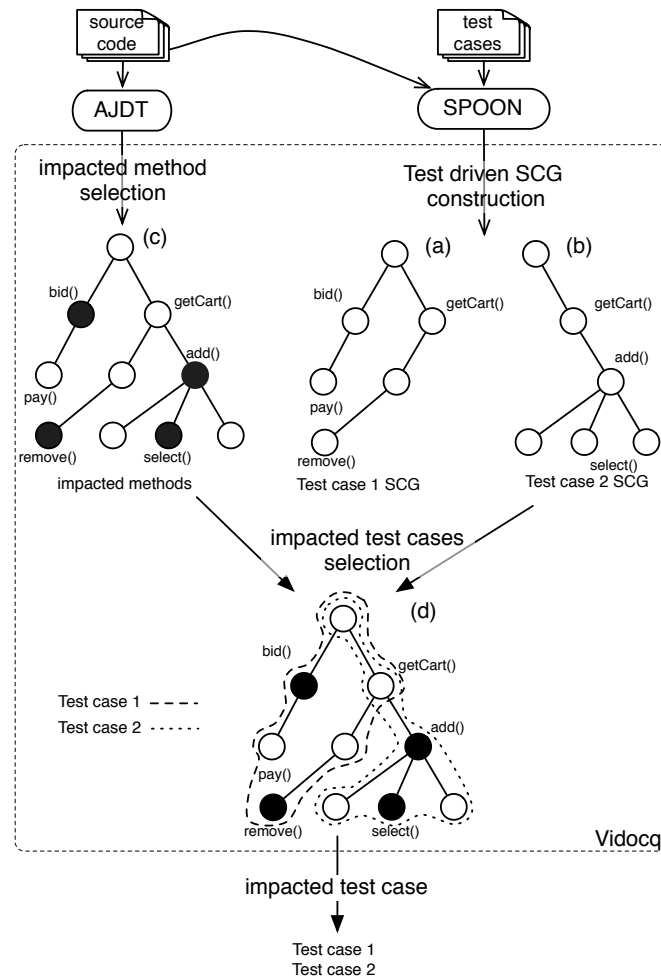 source
code
test
cases
AJDT
SPOON
impacted method
selection
Test driven SCG
construction
(c)
(a)
(b)
bid()
getCart()
bid()
getCart()
getCart()
add()
add()
pay()
pay()
remove()
select()
remove()
select()
impacted methods
Test case 1 SCG
Test case 2 SCG
impacted test cases
selection
(d)
bid()
getCart()
Test case 1
Test case 2
add()
pay()
remove()
select()
Vidocq
impacted test case
Test case 1
Test case 2